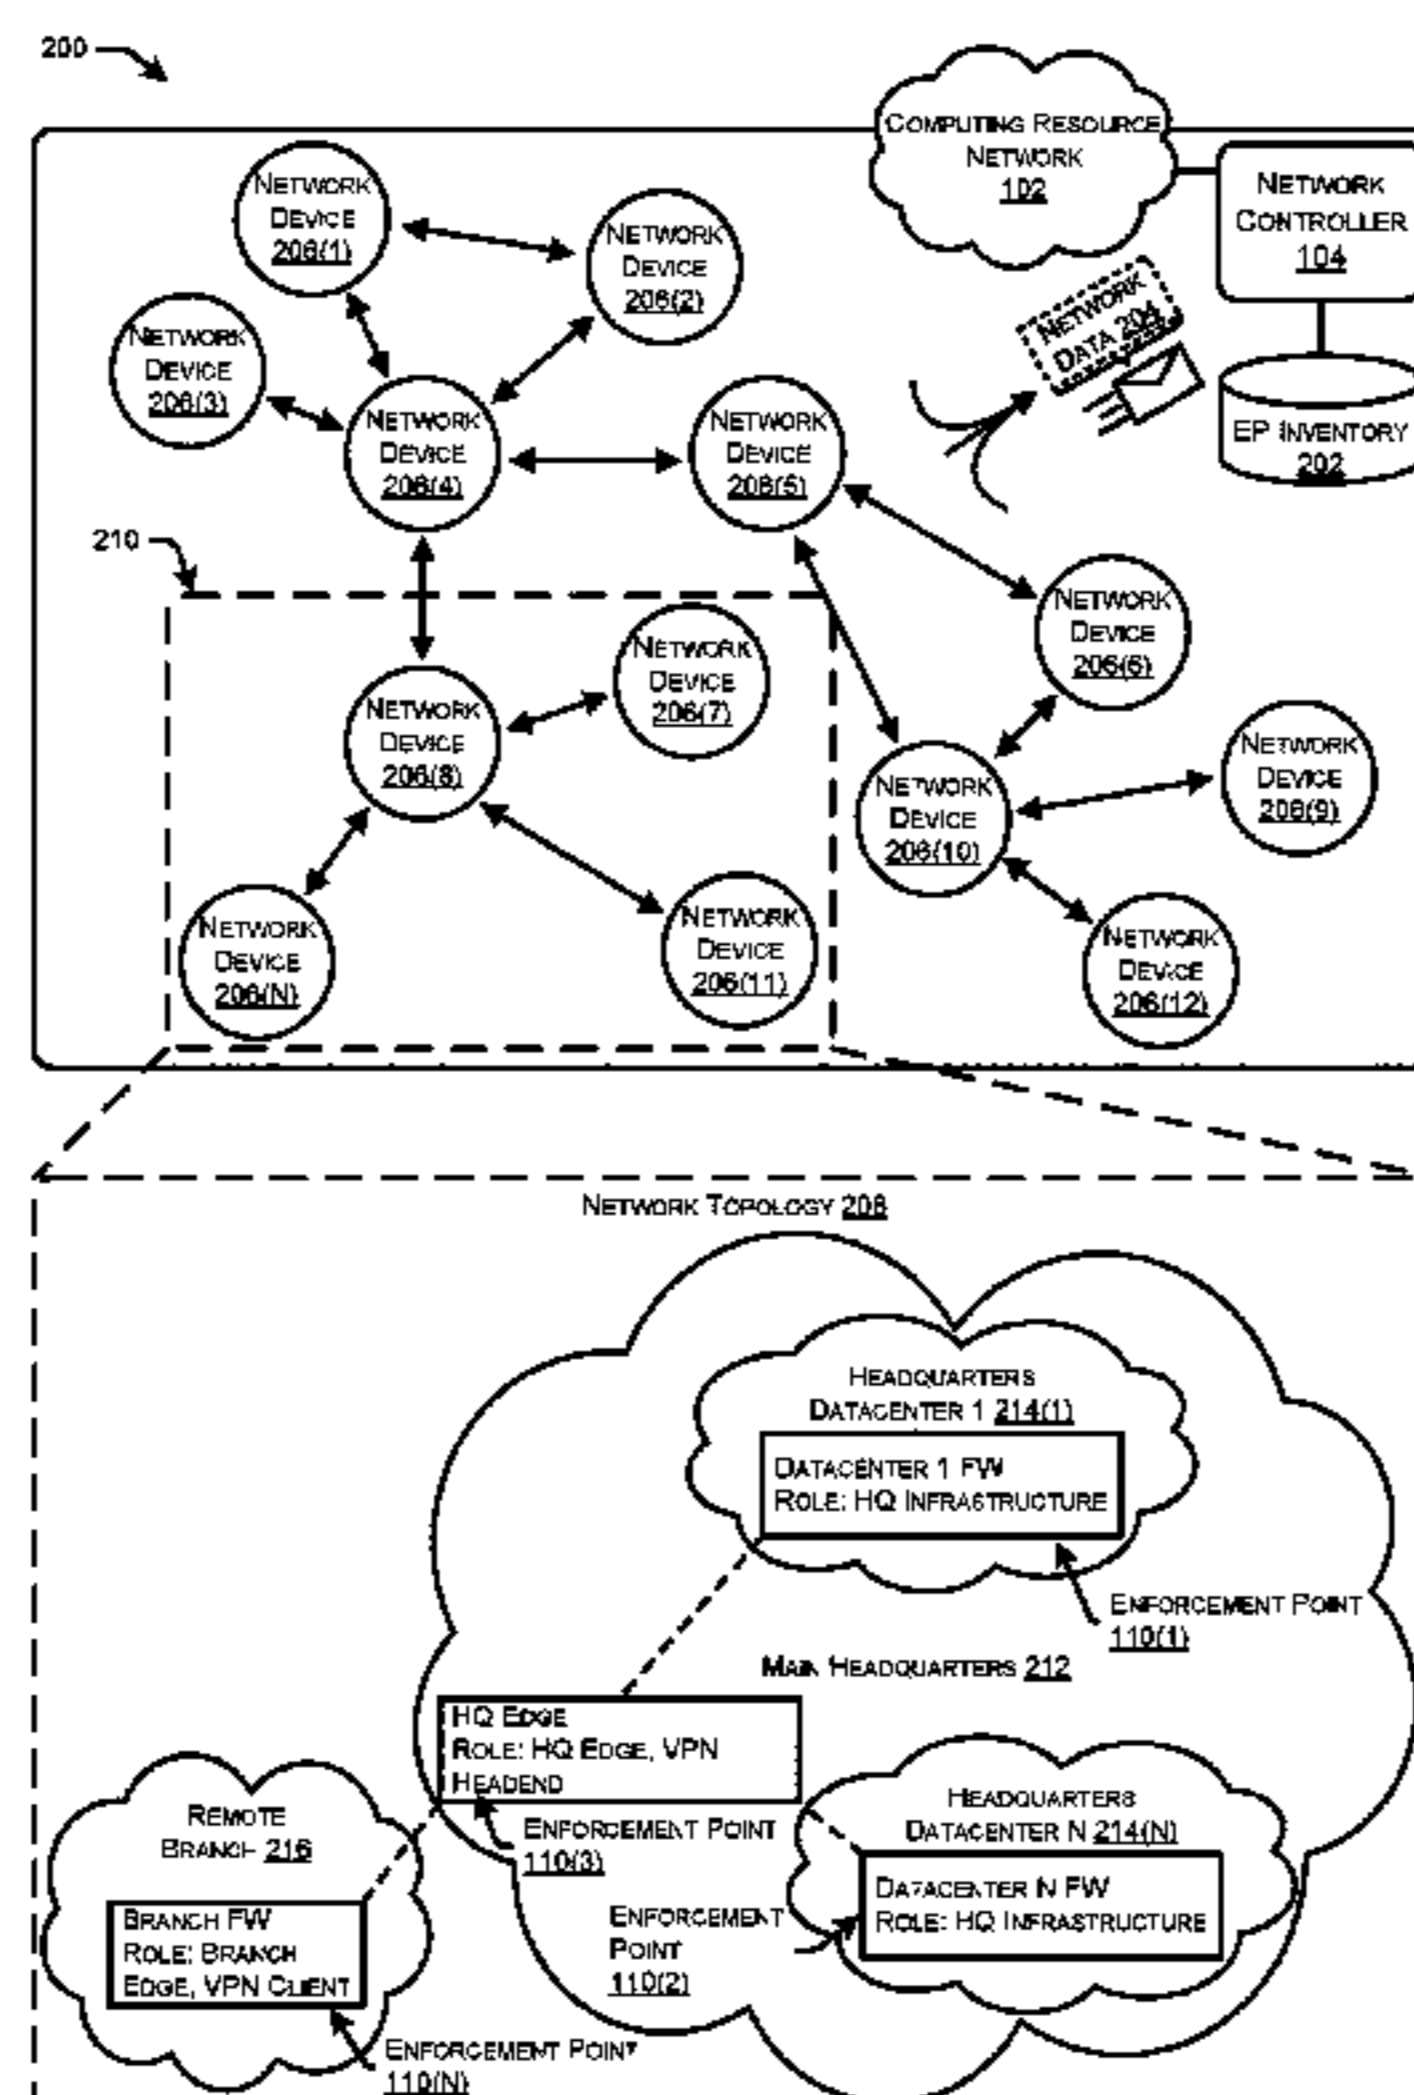 200
COMPUTING RESOURCE
NETWORK
102
NETWORK
CONTROLLER
104
NETWORK
DEVICE
206(1)
NETWORK
DEVICE
206(2)
NETWORK
DATA 204
NETWORK
DEVICE
206(3)
EP INVENTORY
202
NETWORK
DEVICE
206(4)
NETWORK
DEVICE
206(5)
210
NETWORK
DEVICE
206(6)
NETWORK
DEVICE
206(7)
NETWORK
DEVICE
206(8)
NETWORK
DEVICE
206(9)
NETWORK
DEVICE
206(10)
NETWORK
DEVICE
206(N)
NETWORK
DEVICE
206(11)
NETWORK
DEVICE
206(12)
NETWORK TOPOLOGY 208
HEADQUARTERS
DATACENTER 1 214(1)
DATACENTER 1 FW
ROLE: HQ INFRASTRUCTURE
ENFORCEMENT POINT
110(1)
MAIN HEADQUARTERS 212
HQ EDGE
ROLE: HQ EDGE, VPN
HEADEND
ENFORCEMENT POINT
110(3)
HEADQUARTERS
DATACENTER N 214(N)
DATACENTER N FW
ROLE: HQ INFRASTRUCTURE
ENFORCEMENT
POINT
110(2)
REMOTE
BRANCH 216
BRANCH FW
ROLE: BRANCH
EDGE, VPN CLIENT
ENFORCEMENT POINT
110(N)